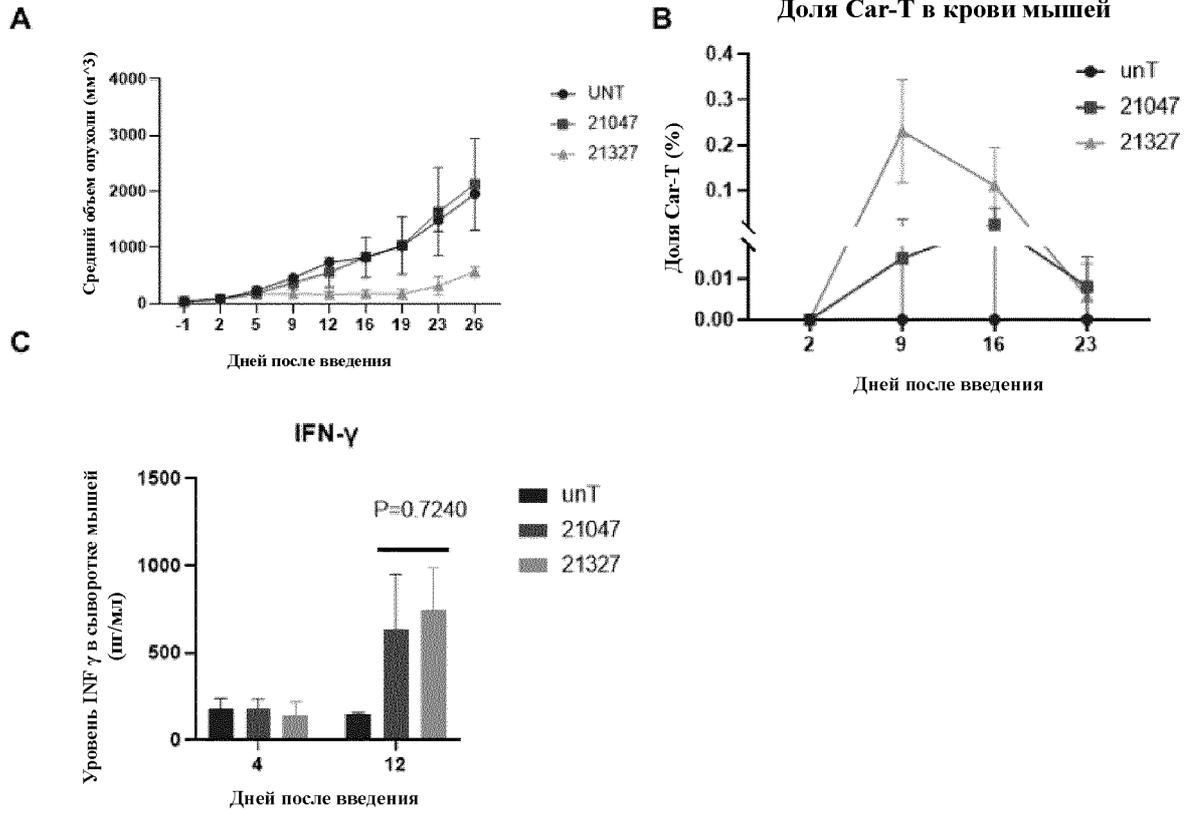 A
Средний объем опухоли (мм^3)
4000
3000
2000
1000
0
-1 2 5 9 12 16 19 23 26
Дней после введения
UNT
21047
21327
B
Доля Car-T в крови мышей
Доля Car-T (%)
0.4
0.3
0.2
0.1
0.01
0.00
2 9 16 23
Дней после введения
unT
21047
21327
C
IFN-γ
Уровень INF γ в сыворотке мышей
(пг/мл)
1500
1000
500
0
4 12
Дней после введения
P=0.7240
unT
21047
21327